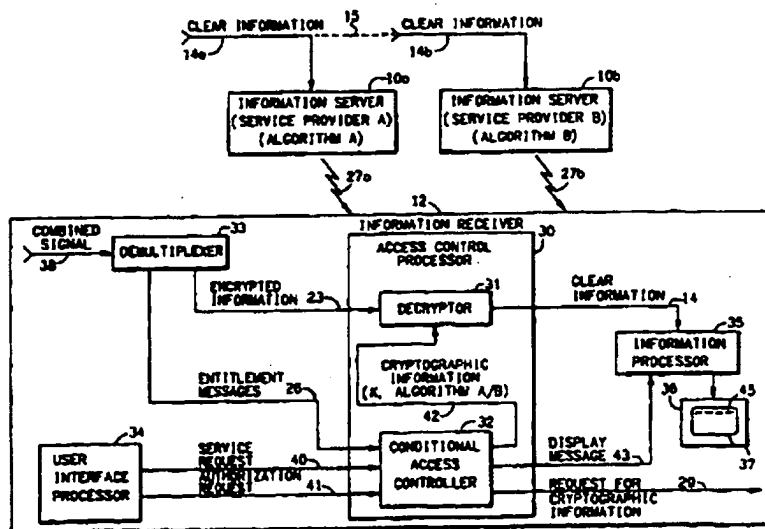 CLEAR INFORMATION
15
CLEAR INFORMATION
14a
14b
10a
10b
INFORMATION SERVER
(SERVICE PROVIDER A)
(ALGORITHM A)
INFORMATION SERVER
(SERVICE PROVIDER B)
(ALGORITHM B)
27a
27b
12
INFORMATION RECEIVER
COMBINED
SIGNAL
38
33
DEMULTIPLEXER
30
ACCESS CONTROL
PROCESSOR
31
DECRYPTOR
ENCRYPTED
INFORMATION
23
CLEAR
INFORMATION
14
35
INFORMATION
PROCESSOR
CRYPTOGRAPHIC
INFORMATION
(K, ALGORITHM A/B)
42
ENTITLEMENT
MESSAGES
26
36
45
37
34
USER
INTERFACE
PROCESSOR
SERVICE
REQUEST
40
AUTHORIZATION
REQUEST
41
32
CONDITIONAL
ACCESS
CONTROLLER
DISPLAY
MESSAGE
43
REQUEST FOR
CRYPTOGRAPHIC
INFORMATION
29